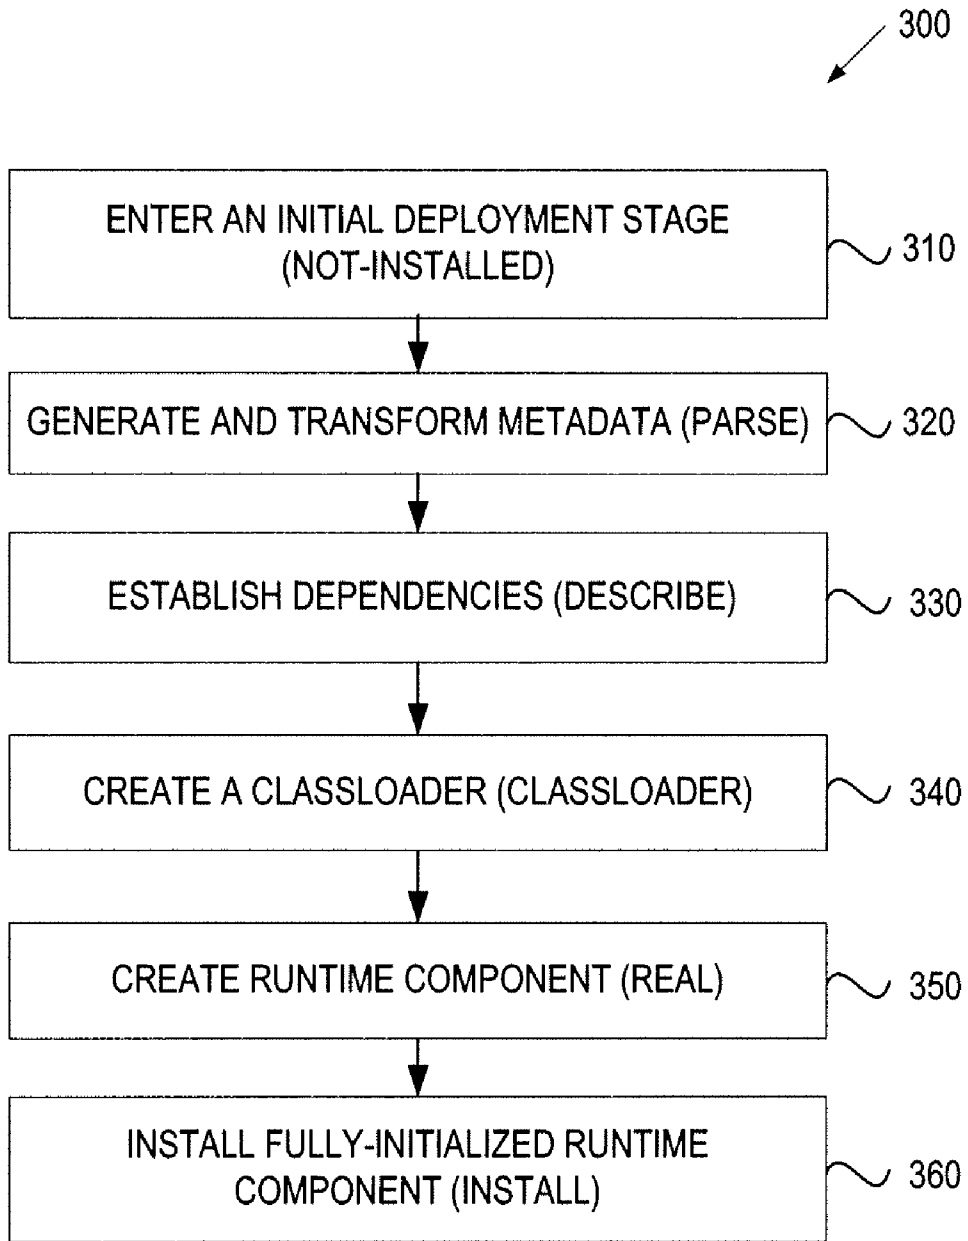 300
ENTER AN INITIAL DEPLOYMENT STAGE
(NOT-INSTALLED)
310
GENERATE AND TRANSFORM METADATA (PARSE)
320
ESTABLISH DEPENDENCIES (DESCRIBE)
330
CREATE A CLASSLOADER (CLASSLOADER)
340
CREATE RUNTIME COMPONENT (REAL)
350
INSTALL FULLY-INITIALIZED RUNTIME
COMPONENT (INSTALL)
360